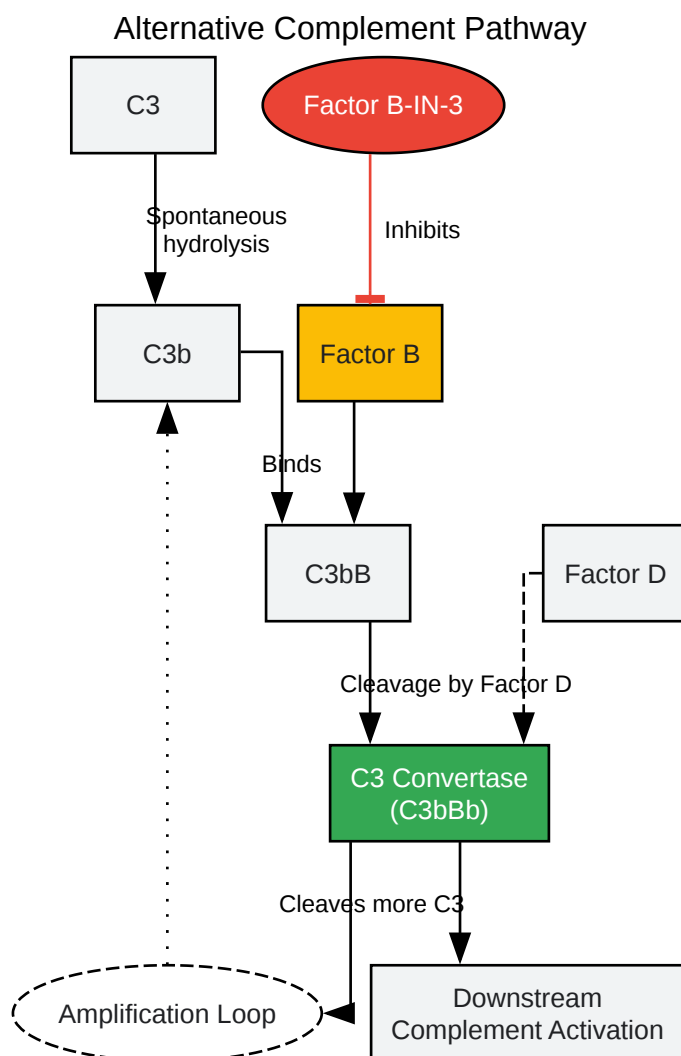 Alternative Complement Pathway
C3
Factor B-IN-3
Spontaneous
hydrolysis
Inhibits
C3b
Factor B
Binds
C3bB
Factor D
Cleavage by Factor D
C3 Convertase
(C3bBb)
Cleaves more C3
Amplification Loop
Downstream
Complement Activation